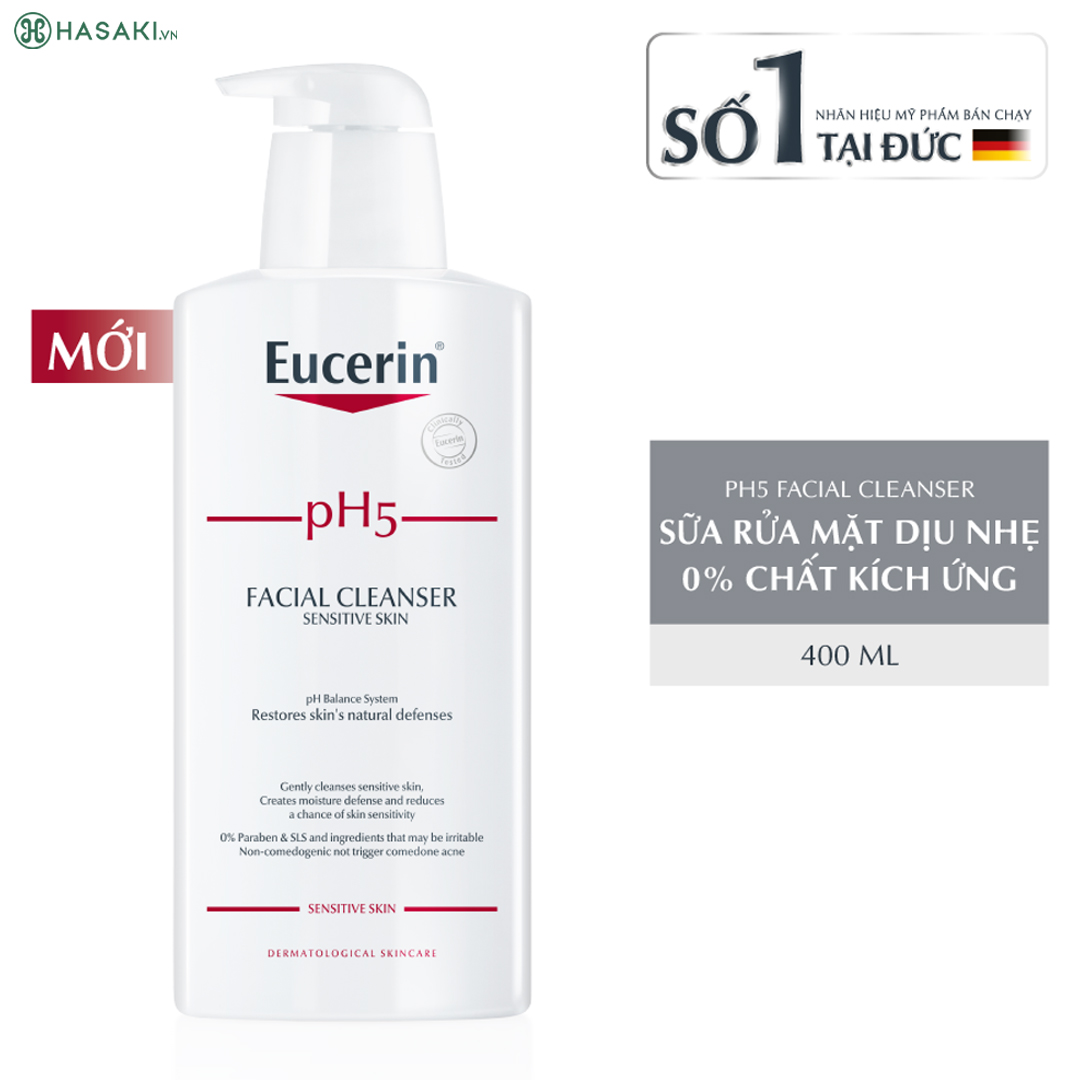 HASAKI.VN
SỐ 1
NHÃN HIỆU MỸ PHẨM BÁN CHẠY
TẠI ĐỨC
MỚI
Eucerin®
Clinically
Eucerin
Tested
pH5
FACIAL CLEANSER
SENSITIVE SKIN
pH Balance System
Restores skin's natural defenses
Gently cleanses sensitive skin,
Creates moisture defense and reduces
a chance of skin sensitivity
0% Paraben & SLS and ingredients that may be irritable
Non-comedogenic not trigger comedone acne
SENSITIVE SKIN
DERMATOLOGICAL SKINCARE
PH5 FACIAL CLEANSER
SỮA RỬA MẶT DỊU NHẸ
0% CHẤT KÍCH ỨNG
400 ML